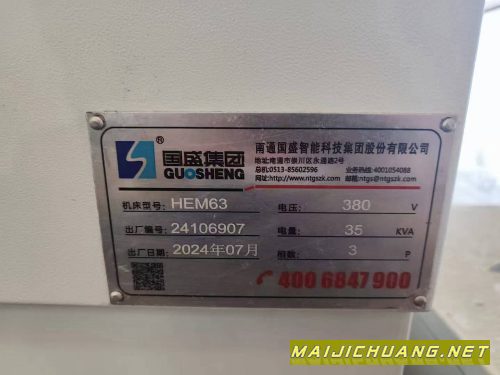 国盛集团
GUOSHENG
南通国盛智能科技集团股份有限公司
地址:南通市崇川区永通路2号
总机:0513-85602596 业务热线:4001054088
网址:http://www.ntgszk.com 邮箱:ntgs@ntgszk.com
机床型号: HEM63 电压: 380 V
出厂编号: 24106907 电量: 35 KVA
出厂日期: 2024年07月 相数: 3 P
400 6847 900
MAIJICHUANG.NET